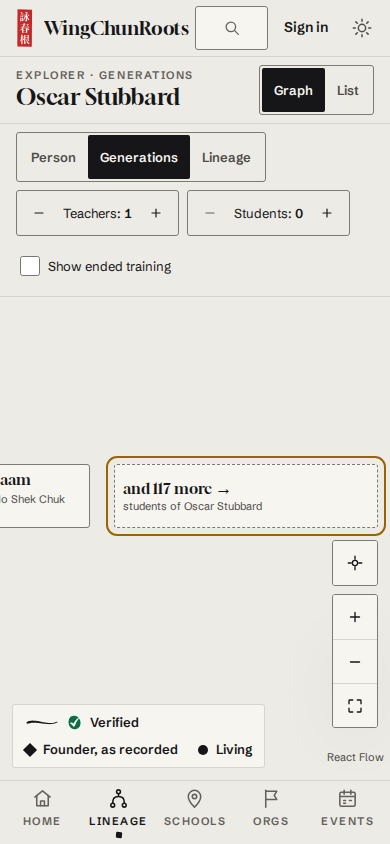 詠春根
WingChunRoots
Sign in
EXPLORER · GENERATIONS
Oscar Stubbard
Graph
List
Person
Generations
Lineage
− Teachers: 1 +
− Students: 0 +
Show ended training
aam
lo Shek Chuk
and 117 more →
students of Oscar Stubbard
+
−
Verified
Founder, as recorded
Living
React Flow
HOME
LINEAGE
SCHOOLS
ORGS
EVENTS